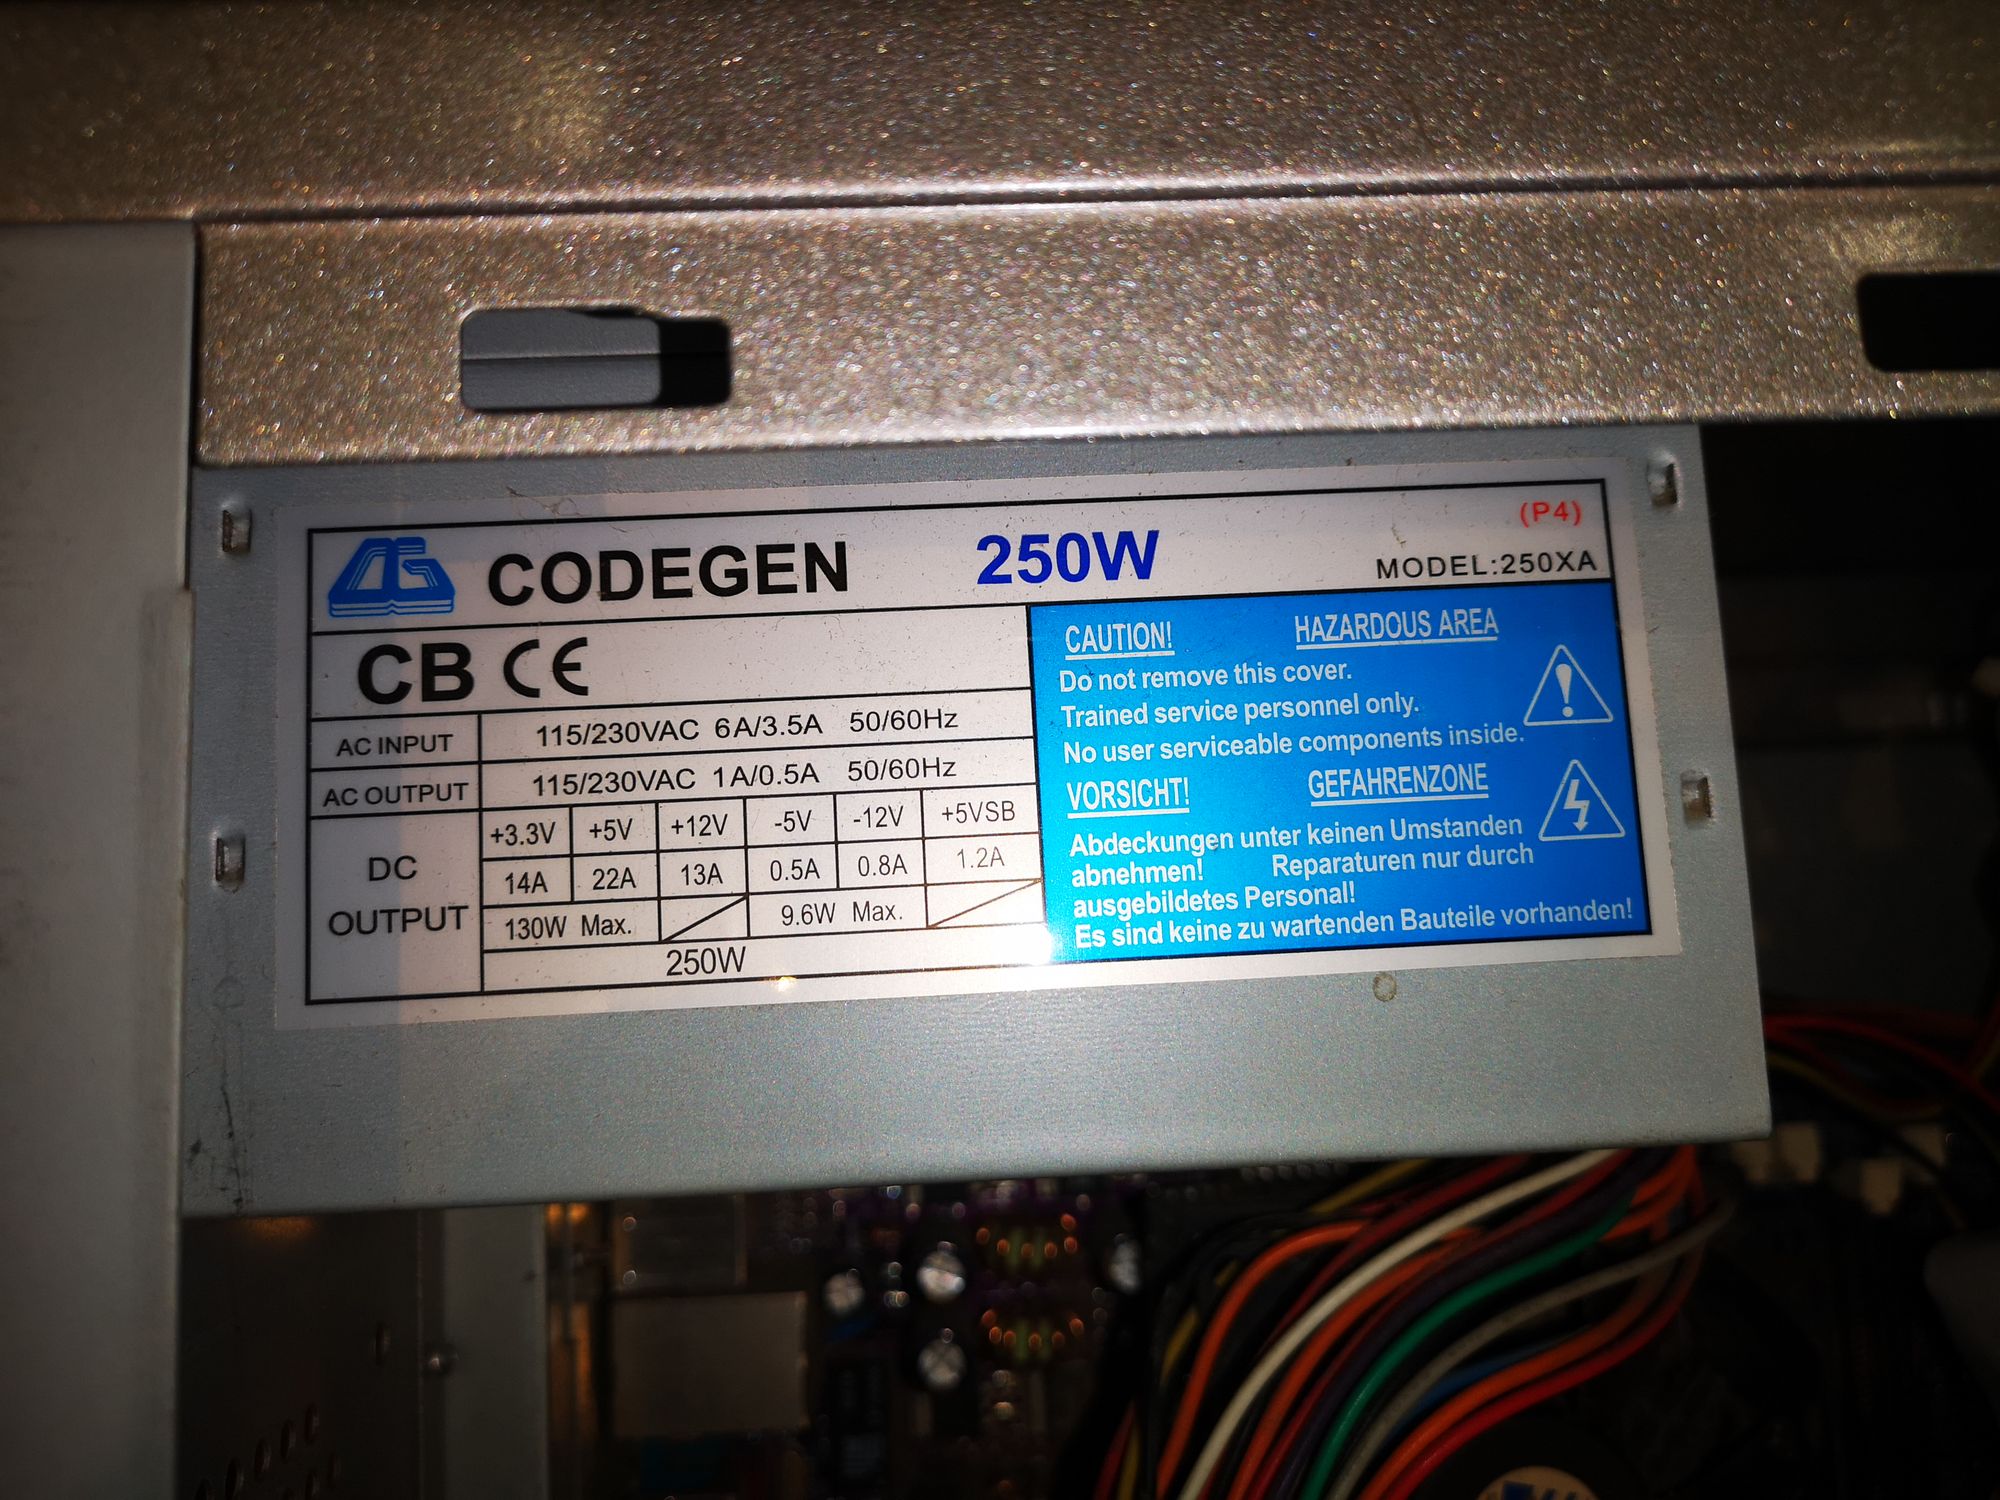 CG CODEGEN 250W (P4)
MODEL:250XA
CB CE
AC INPUT 115/230VAC 6A/3.5A 50/60Hz
AC OUTPUT 115/230VAC 1A/0.5A 50/60Hz
DC OUTPUT
+3.3V +5V +12V -5V -12V +5VSB
14A 22A 13A 0.5A 0.8A 1.2A
130W Max. 9.6W Max.
250W
CAUTION! HAZARDOUS AREA
Do not remove this cover.
Trained service personnel only.
No user serviceable components inside.
VORSICHT! GEFAHRENZONE
Abdeckungen unter keinen Umstanden
abnehmen! Reparaturen nur durch
ausgebildetes Personal!
Es sind keine zu wartenden Bauteile vorhanden!